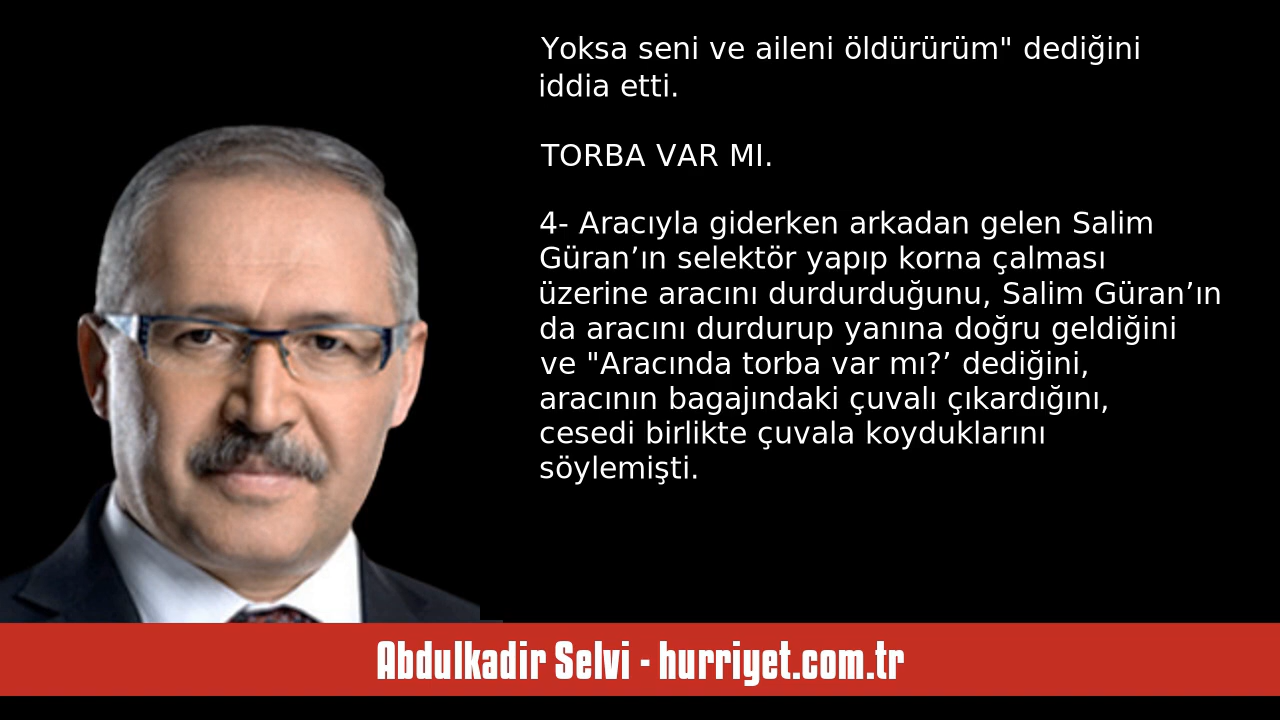 Yoksa seni ve aileni öldürürüm" dediğini
iddia etti.
TORBA VAR MI.
4- Aracıyla giderken arkadan gelen Salim
Güran’ın selektör yapıp korna çalması
üzerine aracını durdurduğunu, Salim Güran’ın
da aracını durdurup yanına doğru geldiğini
ve "Aracında torba var mı?’ dediğini,
aracının bagajındaki çuvalı çıkardığını,
cesedi birlikte çuvala koyduklarını
söylemişti.
Abdulkadir Selvi - hurriyet.com.tr